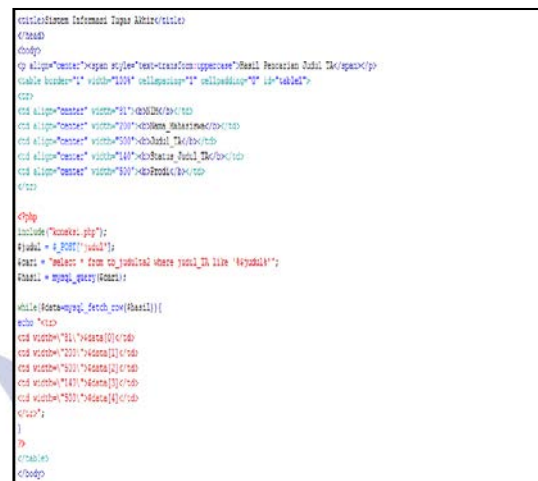 <title>Sistem Informasi Tugas Akhir</title>
</head>
<body>
<p align="center"><span style="text-transform:uppercase">Hasil Pencarian Judul TA</span></p>
<table border="1" width="100%" cellspacing="1" cellpadding="0" id="table1">
<tr>
<td align="center" width="81"><b>NIM</b></td>
<td align="center" width="200"><b>Nama_Mahasiswa</b></td>
<td align="center" width="500"><b>Judul_TA</b></td>
<td align="center" width="140"><b>Status_Judul_TA</b></td>
<td align="center" width="500"><b>Prodi</b></td>
</tr>
<?php
include("koneksi.php");
$judul = $_POST["judul"];
$cari = "select * from tb_judulta2 where judul_TA like '%$judul%'";
$hasil = mysql_query($cari);
while($data=mysql_fetch_row($hasil)){
echo "<tr>
<td width=\"81\">$data[0]</td>
<td width=\"200\">$data[1]</td>
<td width=\"500\">$data[2]</td>
<td width=\"140\">$data[3]</td>
<td width=\"500\">$data[4]</td>
</tr>";
}
?>
</table>
</body>